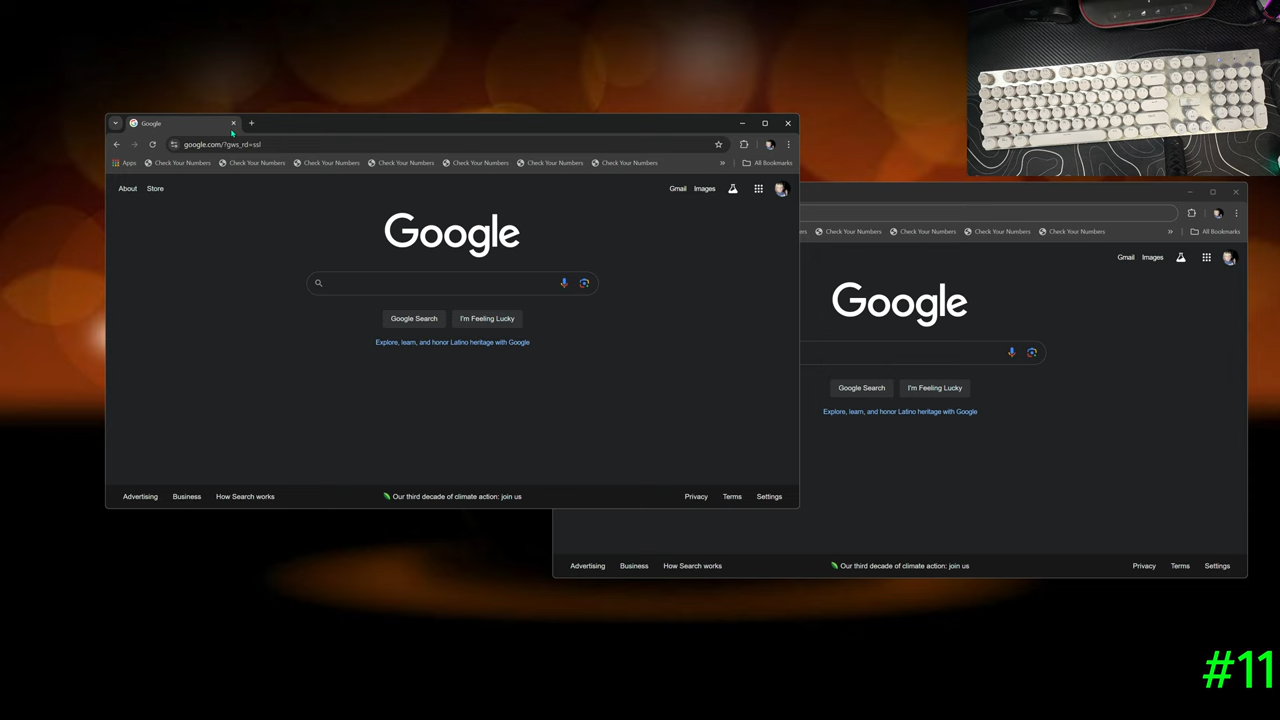 Google
google.com/?gws_rd=ssl
Apps Check Your Numbers Check Your Numbers Check Your Numbers Check Your Numbers Check Your Numbers Check Your Numbers Check Your Numbers » All Bookmarks
About Store Gmail Images
Google
Google Search I'm Feeling Lucky
Explore, learn, and honor Latino heritage with Google
Advertising Business How Search works Our third decade of climate action: join us Privacy Terms Settings
ers Check Your Numbers Check Your Numbers Check Your Numbers Check Your Numbers » All Bookmarks
Gmail Images
Google
Google Search I'm Feeling Lucky
Explore, learn, and honor Latino heritage with Google
Advertising Business How Search works Our third decade of climate action: join us Privacy Terms Settings
#11